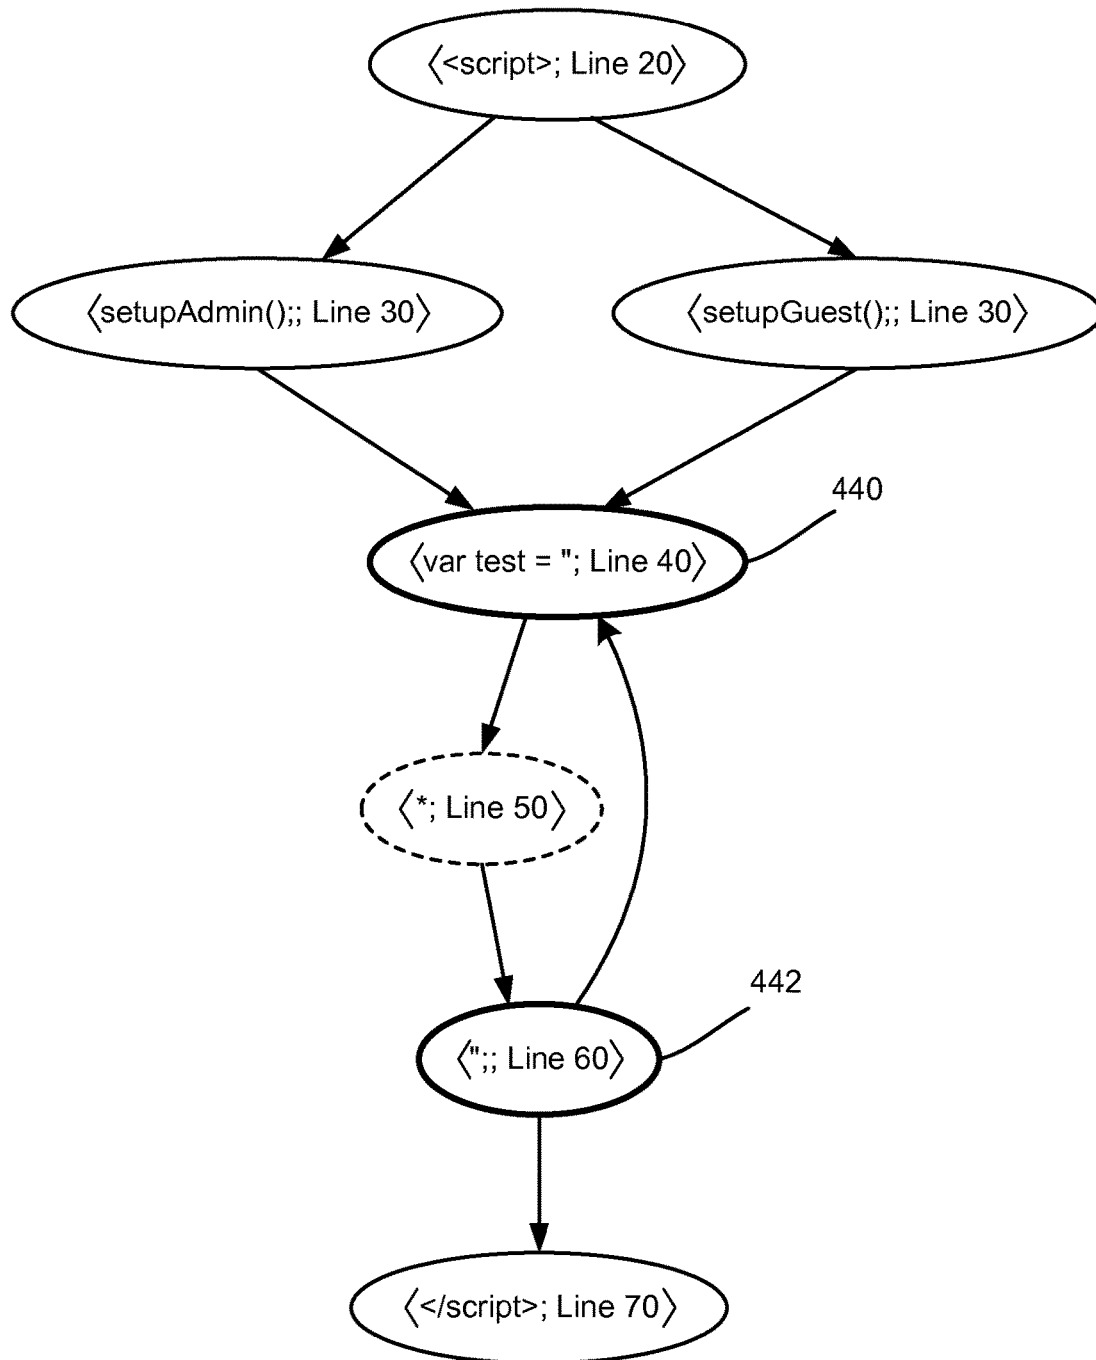 〈<script>; Line 20〉
〈setupAdmin();; Line 30〉
〈setupGuest();; Line 30〉
440
〈var test = "; Line 40〉
〈*; Line 50〉
442
〈";; Line 60〉
〈</script>; Line 70〉